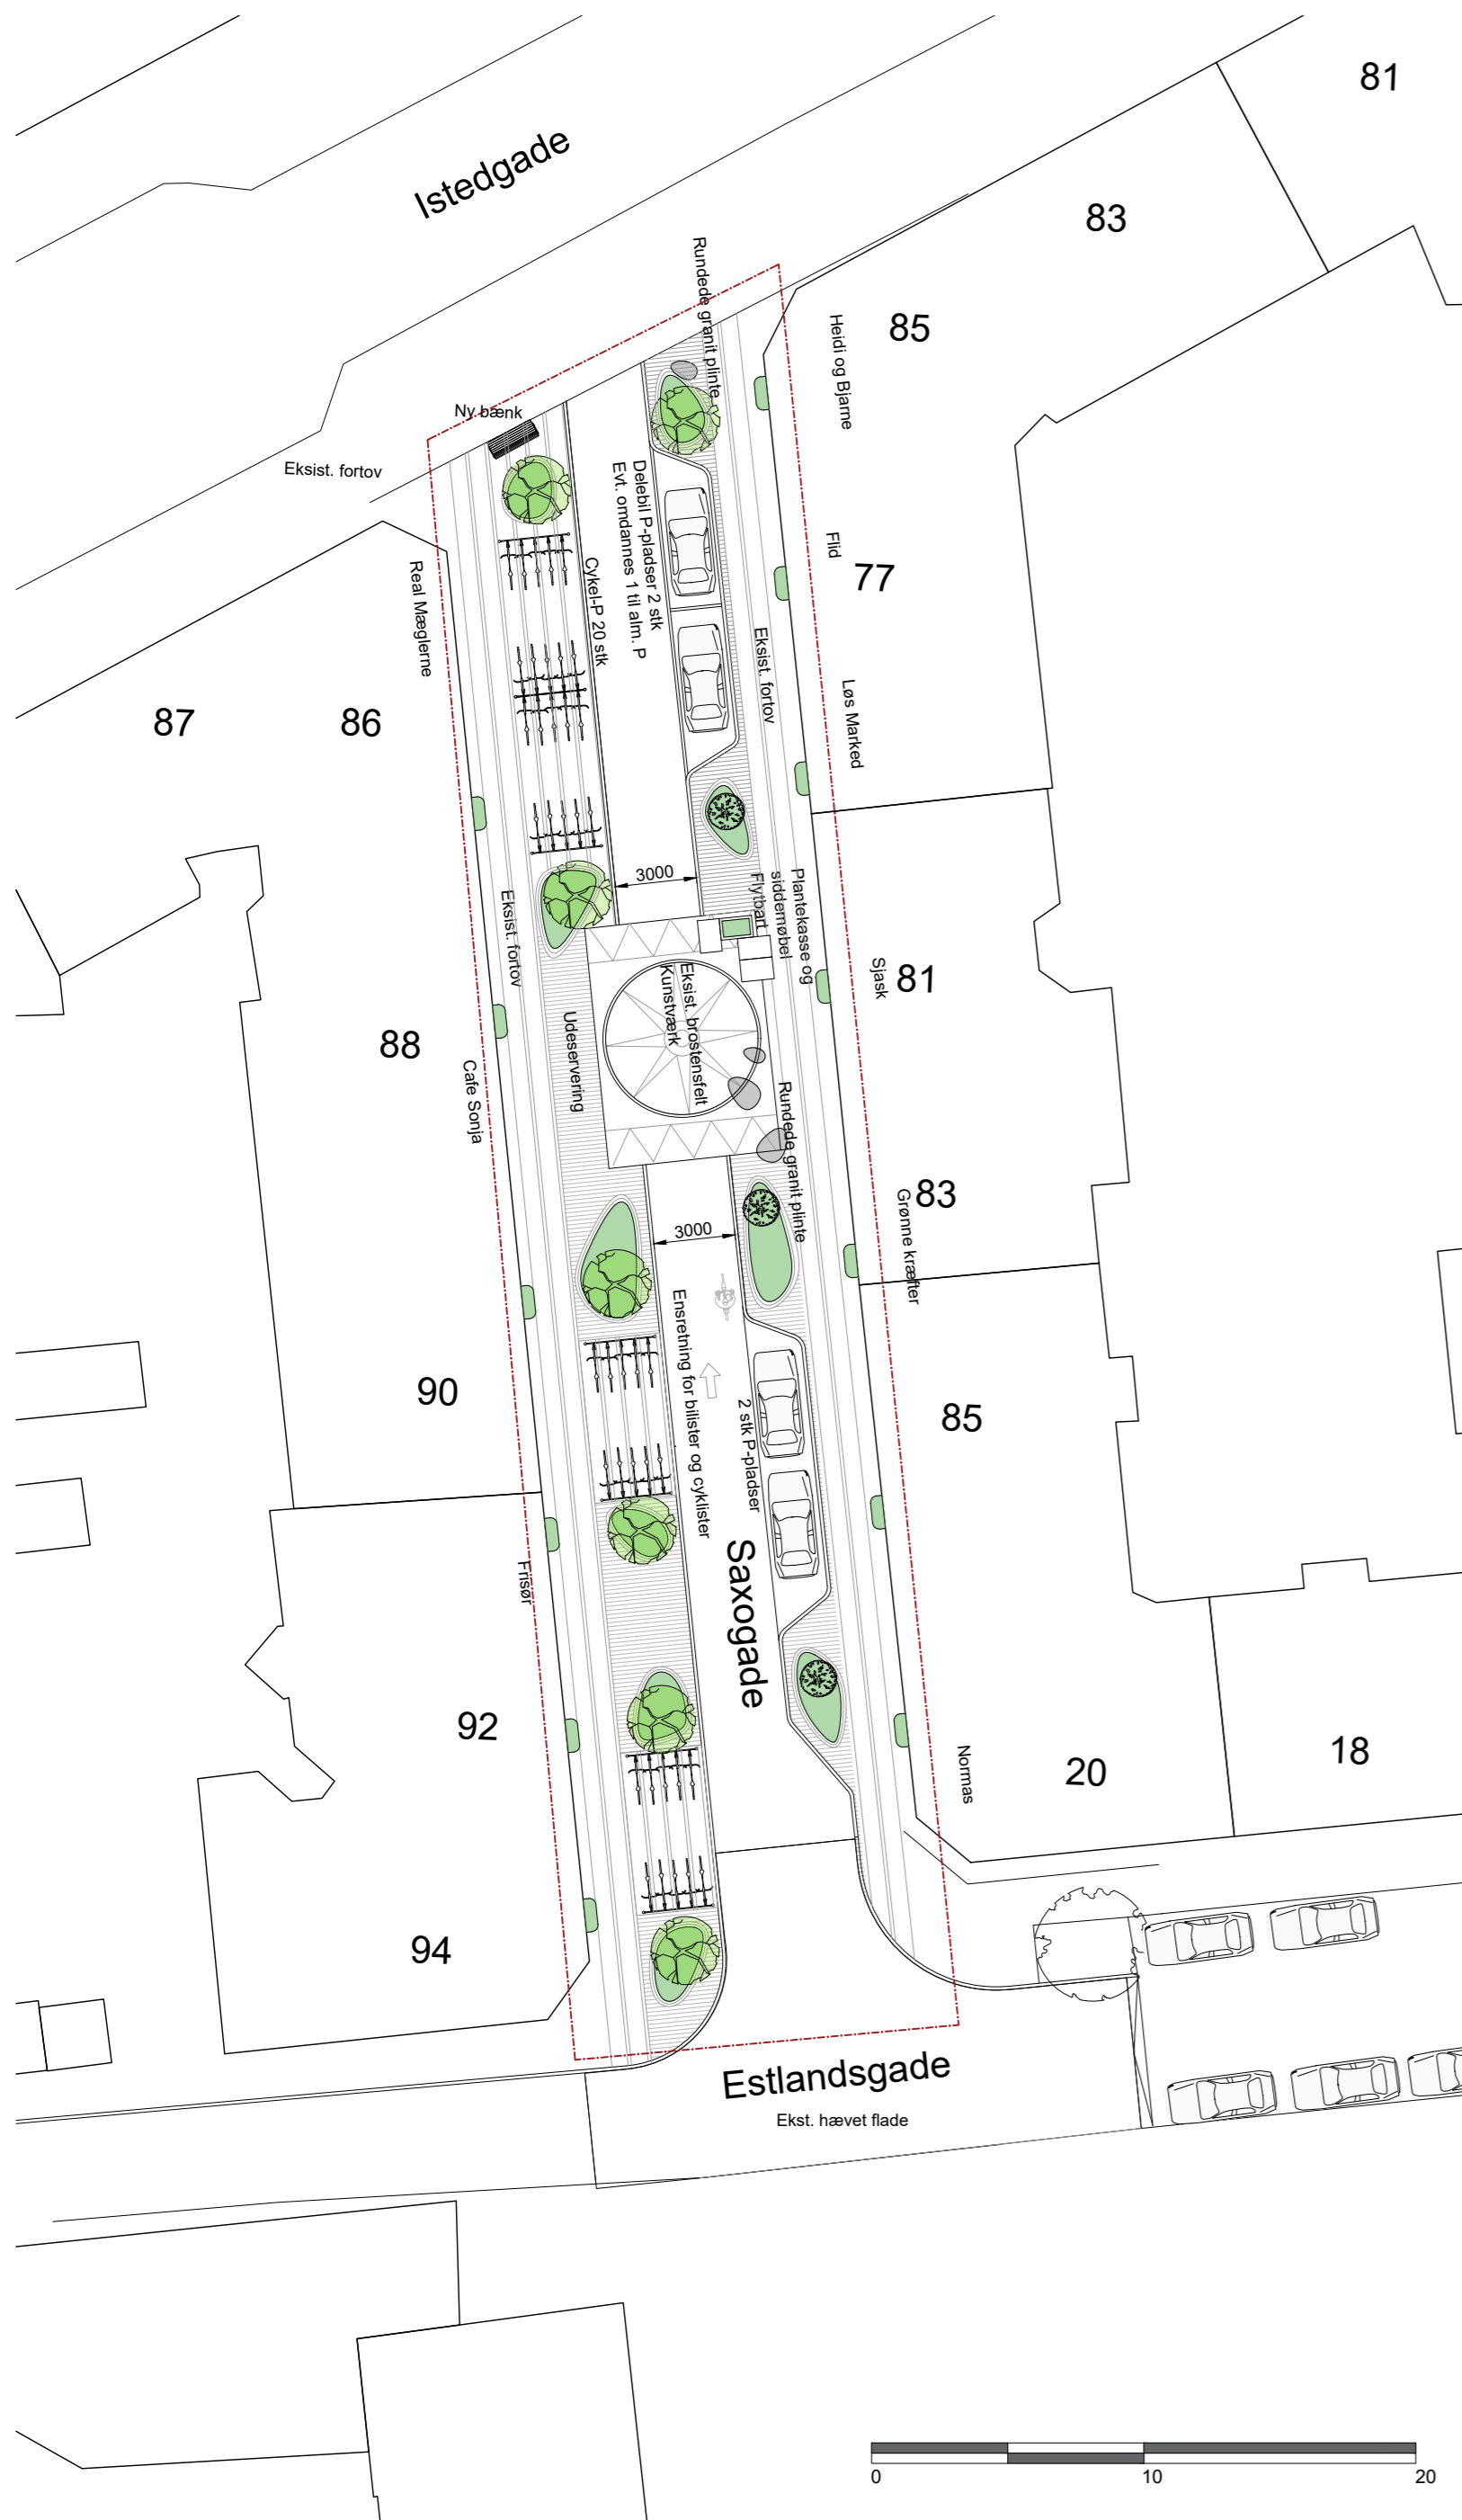 81
Istedgade
83
85
Rundede granit plinte
Heidi og Bjarne
Ny bænk
Eksist. fortov
Real Mæglerne
Cykel-P 20 stk
Delebil P-pladser 2 stk
Evt. omdannes 1 til alm. P
Flid
77
Eksist. fortov
Løs Marked
87
86
3000
Eksist. fortov
Plantekasse og
siddemøbel
Flytbart
Sjask
81
88
Cafe Sonja
Udeservering
Eksist. brostensfelt
Kunstværk
Rundede granit plinte
83
Grønne kræfter
3000
Ensretning for bilister og cyklister
90
2 stk P-pladser
85
Frisør
Saxogade
92
Normas
20
18
94
Estlandsgade
Ekst. hævet flade
0
10
20